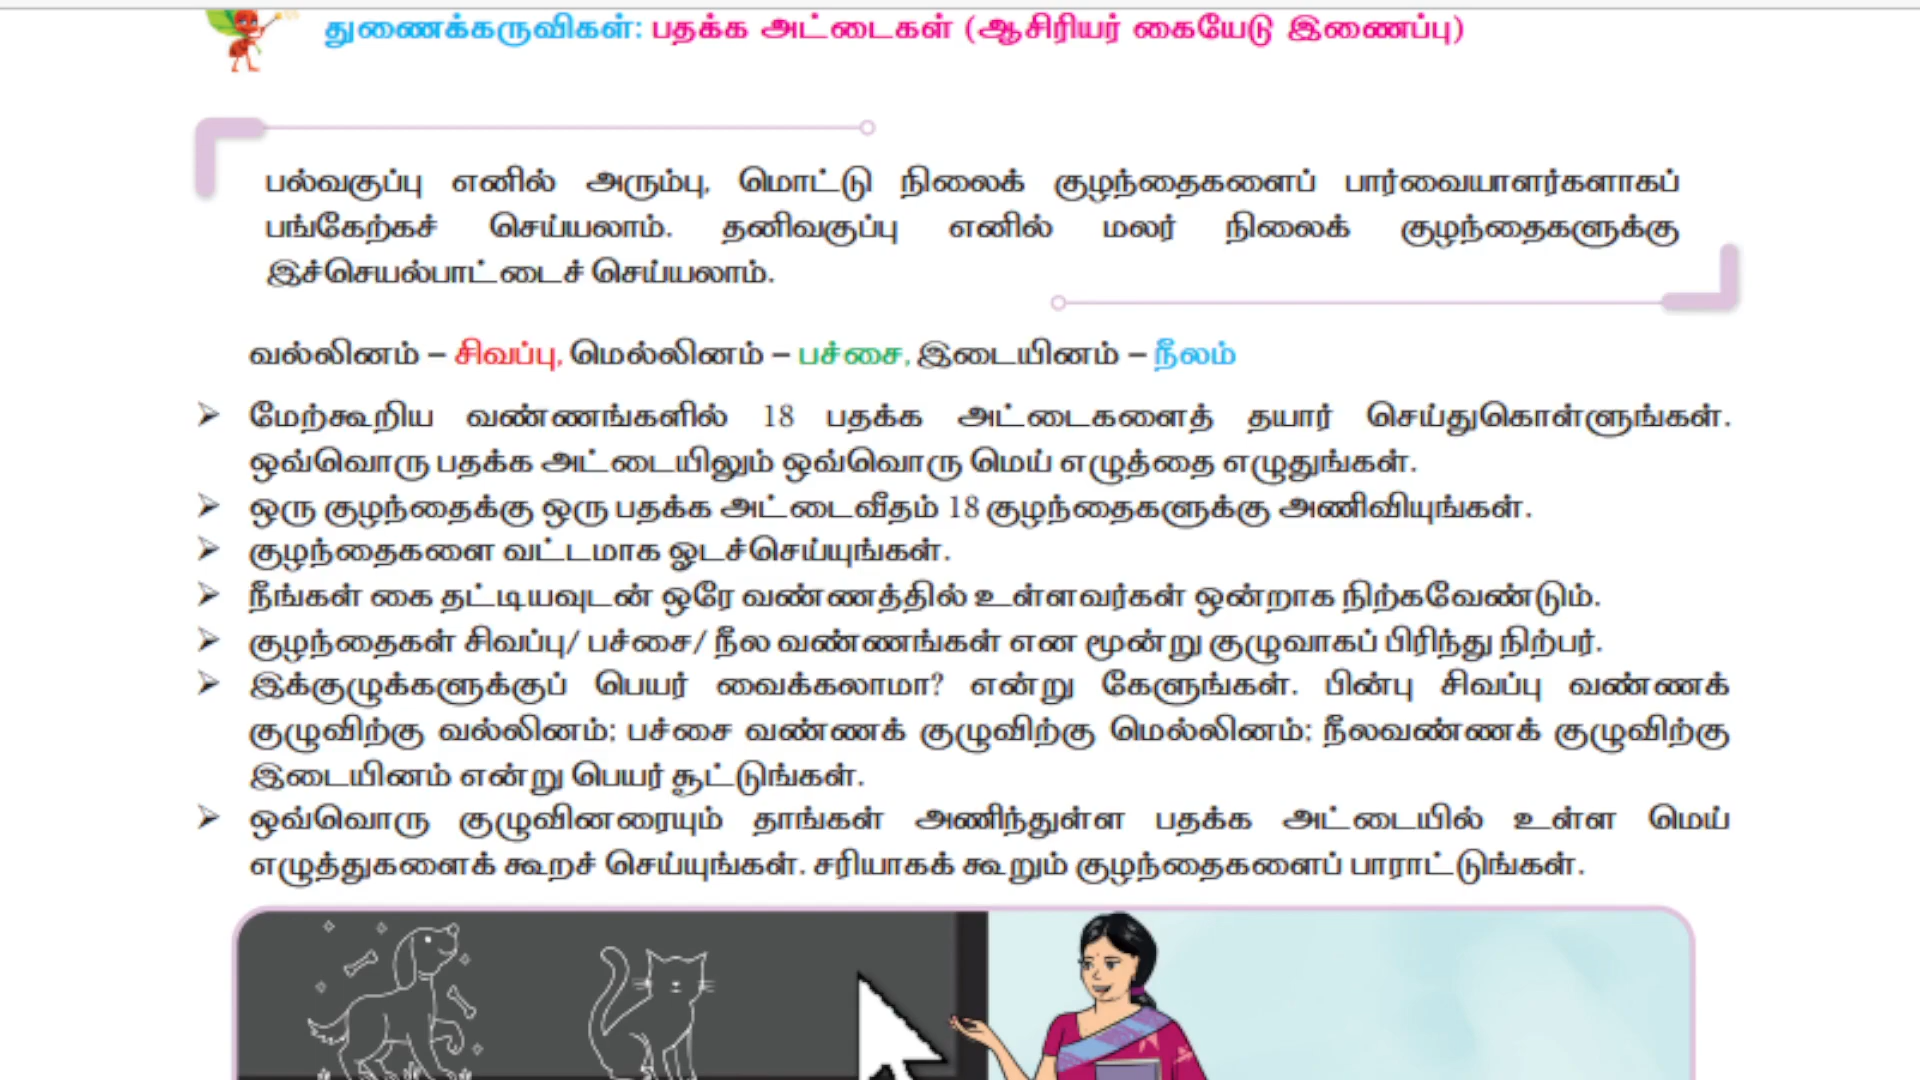 துணைக்கருவிகள்: பதக்க அட்டைகள் (ஆசிரியர் கையேடு இணைப்பு)
பல்வகுப்பு எனில் அரும்பு, மொட்டு நிலைக் குழந்தைகளைப் பார்வையாளர்களாகப்
பங்கேற்கச் செய்யலாம். தனிவகுப்பு எனில் மலர் நிலைக் குழந்தைகளுக்கு
இச்செயல்பாட்டைச் செய்யலாம்.
வல்லினம் – சிவப்பு, மெல்லினம் – பச்சை, இடையினம் – நீலம்
➢ மேற்கூறிய வண்ணங்களில் 18 பதக்க அட்டைகளைத் தயார் செய்துகொள்ளுங்கள்.
ஒவ்வொரு பதக்க அட்டையிலும் ஒவ்வொரு மெய் எழுத்தை எழுதுங்கள்.
➢ ஒரு குழந்தைக்கு ஒரு பதக்க அட்டைவீதம் 18 குழந்தைகளுக்கு அணிவியுங்கள்.
➢ குழந்தைகளை வட்டமாக ஓடச்செய்யுங்கள்.
➢ நீங்கள் கை தட்டியவுடன் ஒரே வண்ணத்தில் உள்ளவர்கள் ஒன்றாக நிற்கவேண்டும்.
➢ குழந்தைகள் சிவப்பு/ பச்சை/ நீல வண்ணங்கள் என மூன்று குழுவாகப் பிரிந்து நிற்பர்.
➢ இக்குழுக்களுக்குப் பெயர் வைக்கலாமா? என்று கேளுங்கள். பின்பு சிவப்பு வண்ணக்
குழுவிற்கு வல்லினம்; பச்சை வண்ணக் குழுவிற்கு மெல்லினம்; நீலவண்ணக் குழுவிற்கு
இடையினம் என்று பெயர் சூட்டுங்கள்.
➢ ஒவ்வொரு குழுவினரையும் தாங்கள் அணிந்துள்ள பதக்க அட்டையில் உள்ள மெய்
எழுத்துகளைக் கூறச் செய்யுங்கள். சரியாகக் கூறும் குழந்தைகளைப் பாராட்டுங்கள்.